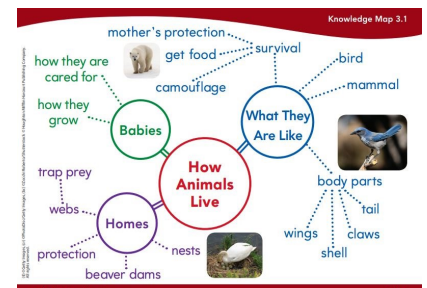 Knowledge Map 3.1
mother's protection
get food
survival
camouflage
bird
mammal
how they are
cared for
how they
grow
Babies
What They
Are Like
How
Animals
Live
trap prey
webs
Homes
protection
beaver dams
nests
body parts
tail
claws
shell
wings